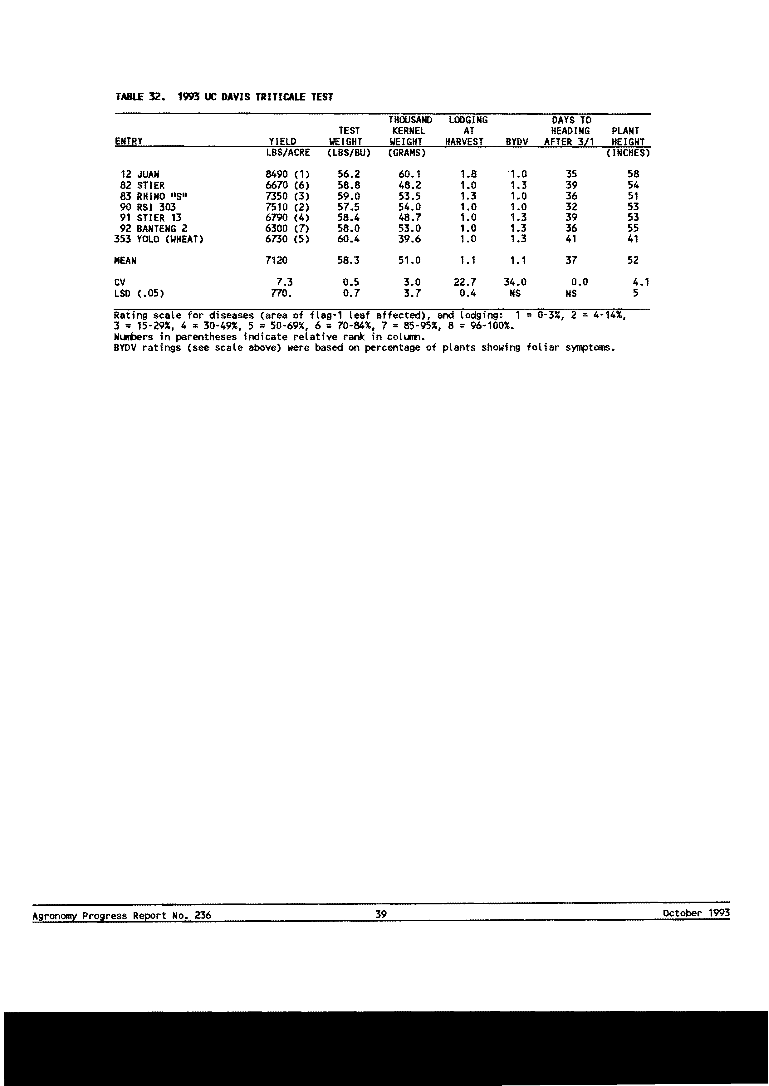 TABLE 32. 1993 UC DAVIS TRITICALE TEST
THOUSAND LODGING DAYS TO
TEST KERNEL AT HEADING PLANT
ENTRY YIELD WEIGHT WEIGHT HARVEST BYDV AFTER 3/1 HEIGHT
LBS/ACRE (LBS/BU) (GRAMS) (INCHES)
12 JUAN 8490 (1) 56.2 60.1 1.8 1.0 35 58
82 STIER 6670 (6) 58.8 48.2 1.0 1.3 39 54
83 RHINO "S" 7350 (3) 59.0 53.5 1.3 1.0 36 51
90 RSI 303 7510 (2) 57.5 54.0 1.0 1.0 32 53
91 STIER 13 6790 (4) 58.4 48.7 1.0 1.3 39 53
92 BANTENG 2 6300 (7) 58.0 53.0 1.0 1.3 36 55
353 YOLO (WHEAT) 6730 (5) 60.4 39.6 1.0 1.3 41 41
MEAN 7120 58.3 51.0 1.1 1.1 37 52
CV 7.3 0.5 3.0 22.7 34.0 0.0 4.1
LSD (.05) 770. 0.7 3.7 0.4 NS NS 5
Rating scale for diseases (area of flag-1 leaf affected), and lodging: 1 = 0-3%, 2 = 4-14%,
3 = 15-29%, 4 = 30-49%, 5 = 50-69%, 6 = 70-84%, 7 = 85-95%, 8 = 96-100%.
Numbers in parentheses indicate relative rank in column.
BYDV ratings (see scale above) were based on percentage of plants showing foliar symptoms.
Agronomy Progress Report No. 236 39 October 1993